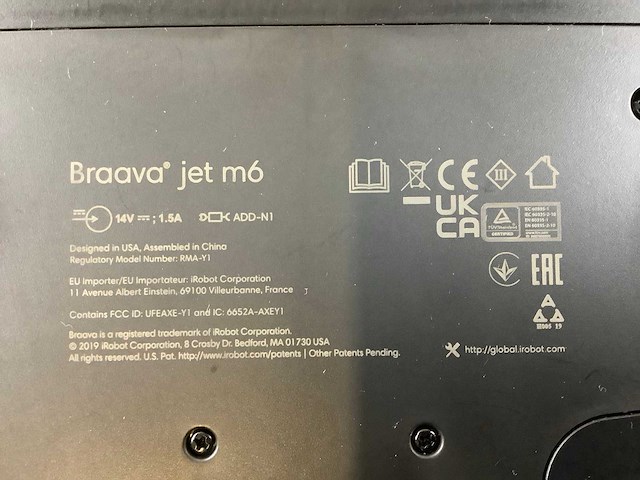 Braava® jet m6
14V ⎓ ; 1.5A ADD-N1
Designed in USA, Assembled in China
Regulatory Model Number: RMA-Y1
EU Importer/EU Importateur: iRobot Corporation
11 Avenue Albert Einstein, 69100 Villeurbanne, France
Contains FCC ID: UFEAXE-Y1 and IC: 6652A-AXEY1
Braava is a registered trademark of iRobot Corporation.
© 2019 iRobot Corporation, 8 Crosby Dr. Bedford, MA 01730 USA
All rights reserved. U.S. Pat. http://www.irobot.com/patents | Other Patents Pending.
CE III
UK
CA
TÜVRheinland
CERTIFIED
EAC
http://global.irobot.com